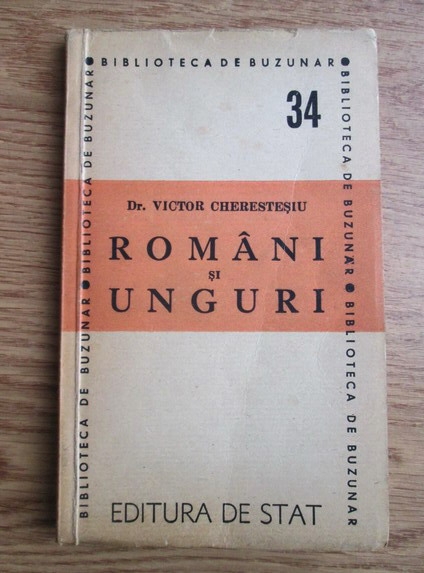 ● BIBLIOTECA DE BUZUNAR ●
34
Dr. VICTOR CHERESTEȘIU
ROMÂNI
ȘI
UNGURI
EDITURA DE STAT
BIBLIOTECA DE BUZUNAR ● BIBLIOTECA DE BUZUNAR ●
BIBLIOTECA DE BUZUNAR ● BIBLIOTECA DE BUZUNAR